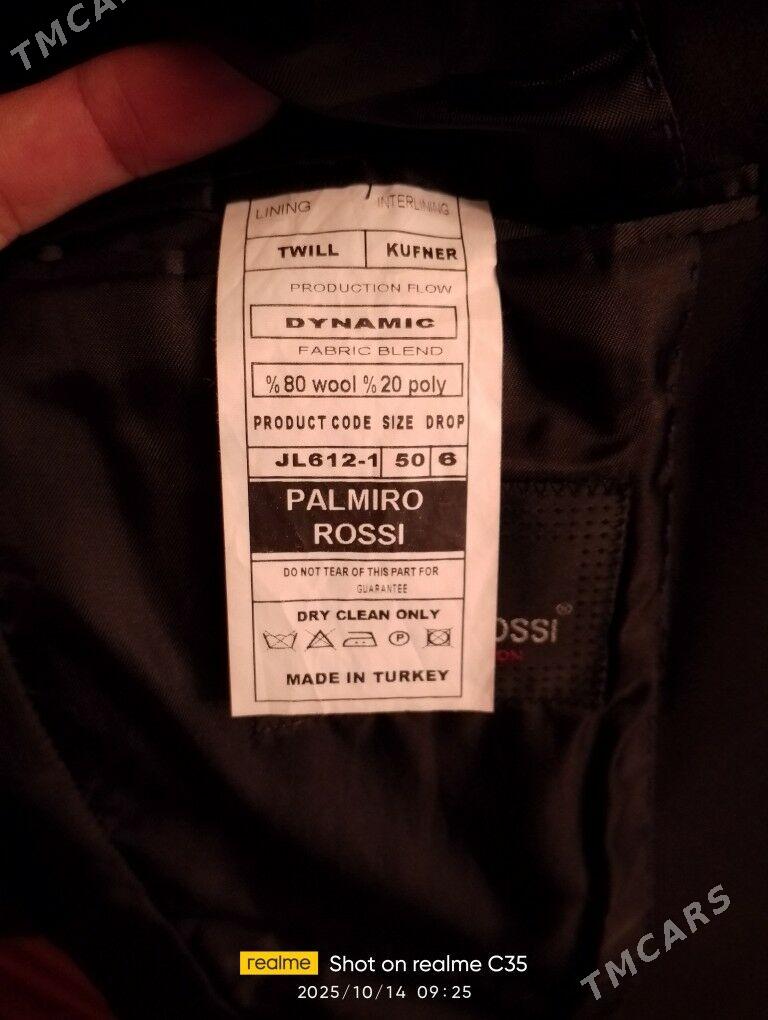 TMCARS
LINING INTERLINING
TWILL KUFNER
PRODUCTION FLOW
DYNAMIC
FABRIC BLEND
%80 wool %20 poly
PRODUCT CODE SIZE DROP
JL612-1 50 6
PALMIRO
ROSSI
DO NOT TEAR OF THIS PART FOR
GUARANTEE
OSSI®
ON
DRY CLEAN ONLY
P
MADE IN TURKEY
TMCARS
realme Shot on realme C35
2025/10/14 09:25